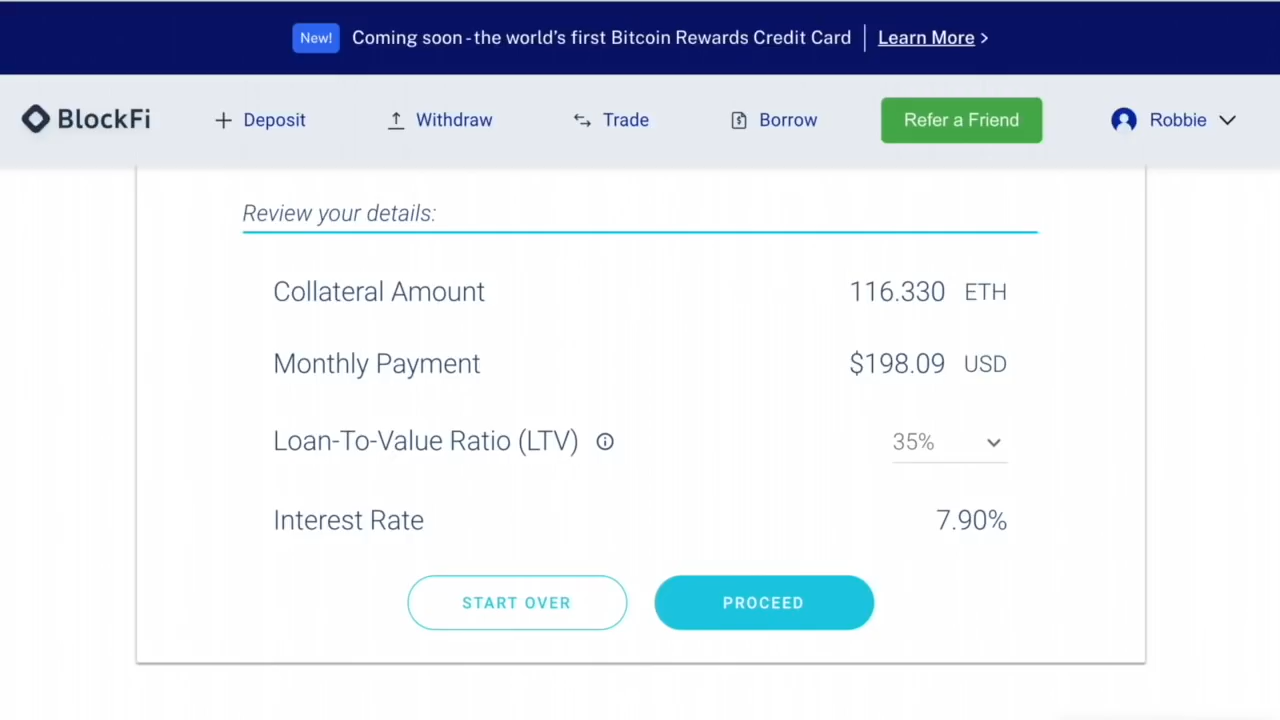 New! Coming soon - the world's first Bitcoin Rewards Credit Card | Learn More >
BlockFi + Deposit Withdraw Trade Borrow Refer a Friend Robbie
Review your details:
Collateral Amount 116.330 ETH
Monthly Payment $198.09 USD
Loan-To-Value Ratio (LTV) 35%
Interest Rate 7.90%
START OVER PROCEED